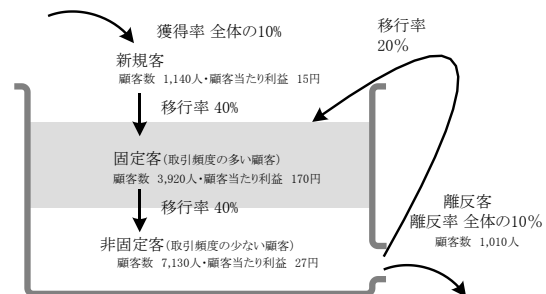 獲得率 全体の10%
新規客
顧客数 1,140人・顧客当たり利益 15円
移行率 40%
移行率
20%
固定客(取引頻度の多い顧客)
顧客数 3,920人・顧客当たり利益 170円
移行率 40%
非固定客(取引頻度の少ない顧客)
顧客数 7,130人・顧客当たり利益 27円
離反客
離反率 全体の10%
顧客数 1,010人